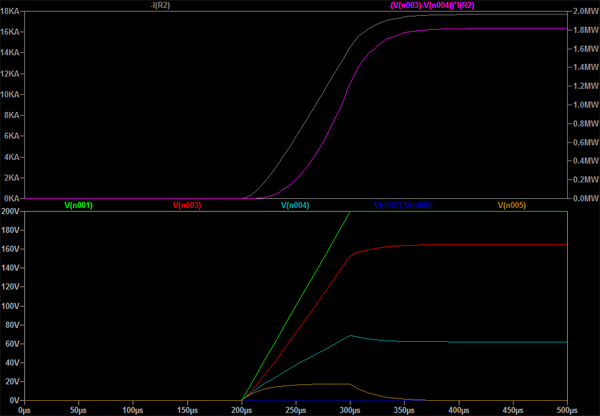 -I(R2) -(V(n003),V(n004))*I(R2)
18KA 2.0MW
16KA 1.8MW
14KA 1.6MW
1.4MW
12KA 1.2MW
10KA
8KA 1.0MW
6KA 0.8MW
0.6MW
4KA 0.4MW
2KA 0.2MW
0KA 0.0MW
V(n001) V(n003) V(n004) V(n005)
200V
180V
160V
140V
120V
100V
80V
60V
40V
20V
0V
0µs 50µs 100µs 150µs 200µs 250µs 300µs 350µs 400µs 450µs 500µs